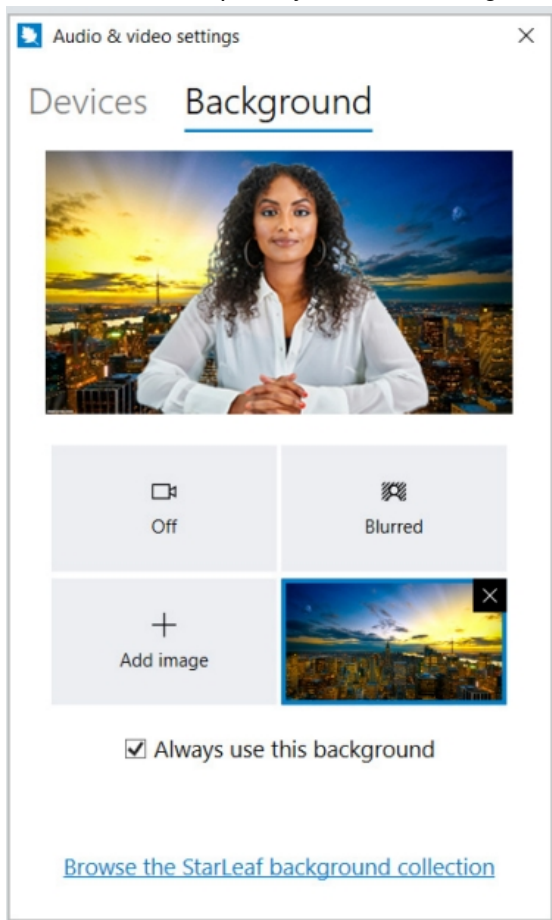 Audio & video settings
Devices Background
Off
Blurred
Add image
Always use this background
Browse the StarLeaf background collection